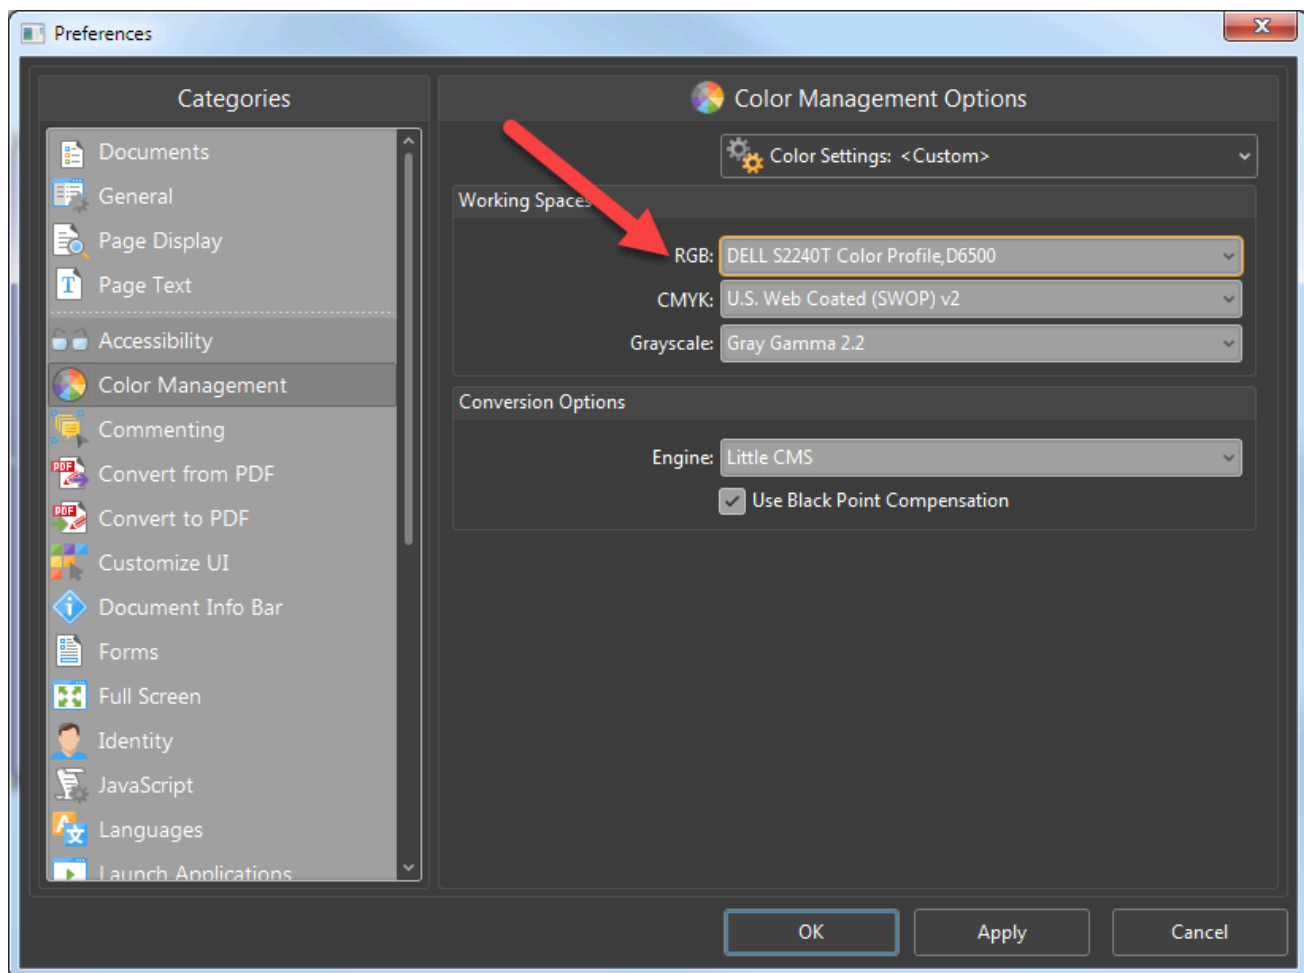 Preferences
Categories
Documents
General
Page Display
Page Text
Accessibility
Color Management
Commenting
PDF
Convert from PDF
PDF
Convert to PDF
Customize UI
Document Info Bar
Forms
Full Screen
Identity
JavaScript
Languages
Launch Applications
Color Management Options
Color Settings: <Custom>
Working Spaces
RGB: DELL S2240T Color Profile,D6500
CMYK: U.S. Web Coated (SWOP) v2
Grayscale: Gray Gamma 2.2
Conversion Options
Engine: Little CMS
Use Black Point Compensation
OK
Apply
Cancel